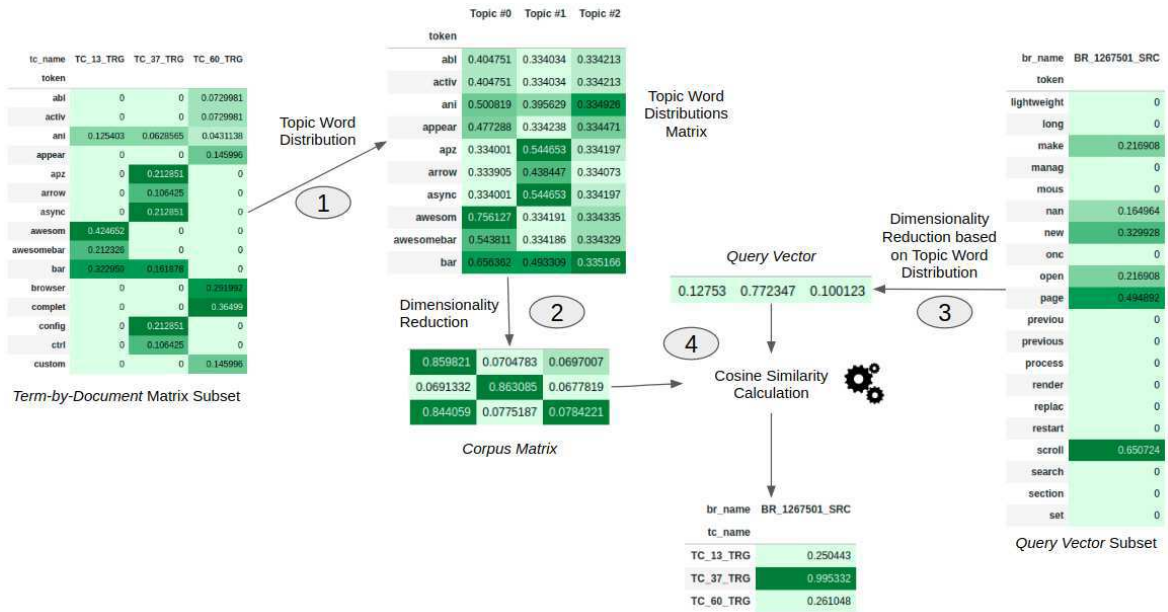 tc_name TC_13_TRG TC_37_TRG TC_60_TRG
token
abl 0 0 0.0729981
activ 0 0 0.0729981
ani 0.125403 0.0628565 0.0431138
appear 0 0 0.145996
apz 0 0.212851 0
arrow 0 0.106425 0
async 0 0.212851 0
awesom 0.424652 0 0
awesomebar 0.212326 0 0
bar 0.322950 0.161878 0
browser 0 0 0.291992
complet 0 0 0.36499
config 0 0.212851 0
ctrl 0 0.106425 0
custom 0 0 0.145996
Term-by-Document Matrix Subset
Topic Word
Distribution
1
Topic #0 Topic #1 Topic #2
token
abl 0.404751 0.334034 0.334213
activ 0.404751 0.334034 0.334213
ani 0.500819 0.395629 0.334926
appear 0.477288 0.334238 0.334471
apz 0.334001 0.544653 0.334197
arrow 0.333905 0.438447 0.334073
async 0.334001 0.544653 0.334197
awesom 0.756127 0.334191 0.334335
awesomebar 0.543811 0.334186 0.334329
bar 0.656362 0.493309 0.335166
Topic Word
Distributions
Matrix
Dimensionality
Reduction
2
0.859821 0.0704783 0.0697007
0.0691332 0.863085 0.0677819
0.844059 0.0775187 0.0784221
Corpus Matrix
Query Vector
0.12753 0.772347 0.100123
Dimensionality
Reduction based
on Topic Word
Distribution
3
4
Cosine Similarity
Calculation
br_name BR_1267501_SRC
tc_name
TC_13_TRG 0.250443
TC_37_TRG 0.995332
TC_60_TRG 0.261048
br_name BR_1267501_SRC
token
lightweight 0
long 0
make 0.216908
manag 0
mous 0
nan 0.164964
new 0.329928
onc 0
open 0.216908
page 0.494892
previou 0
previous 0
process 0
render 0
replac 0
restart 0
scroll 0.650724
search 0
section 0
set 0
Query Vector Subset